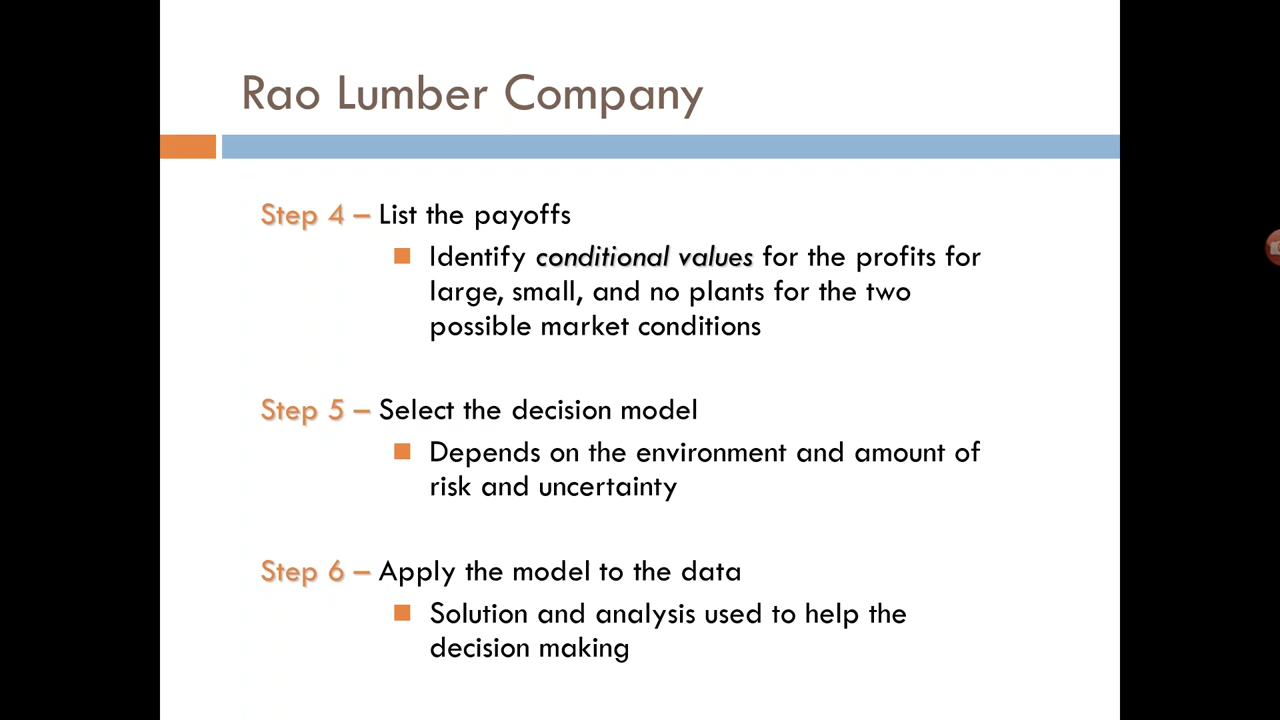 Rao Lumber Company
Step 4 – List the payoffs
Identify conditional values for the profits for
large, small, and no plants for the two
possible market conditions
Step 5 – Select the decision model
Depends on the environment and amount of
risk and uncertainty
Step 6 – Apply the model to the data
Solution and analysis used to help the
decision making